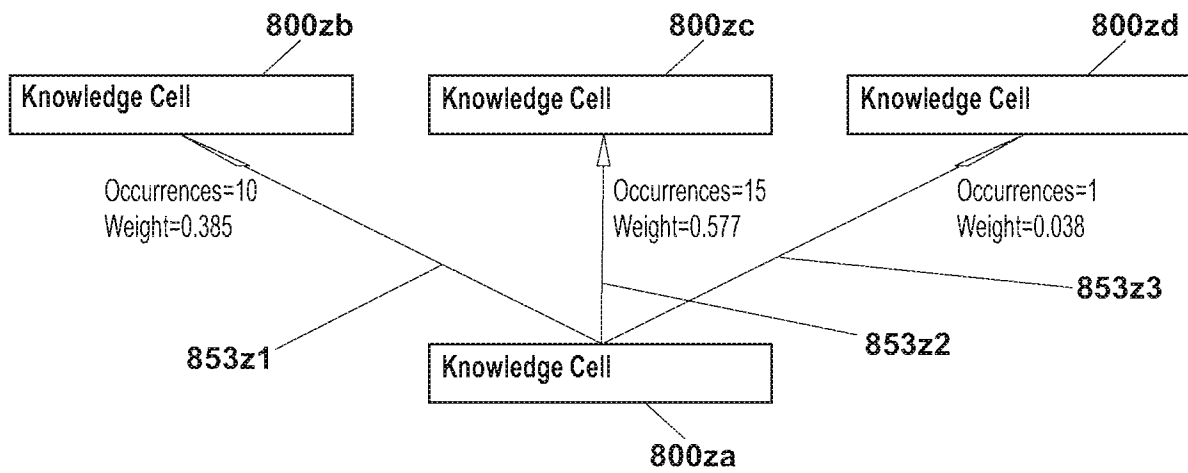 800zb
800zc
800zd
Knowledge Cell
Knowledge Cell
Knowledge Cell
Occurrences=10
Weight=0.385
Occurrences=15
Weight=0.577
Occurrences=1
Weight=0.038
853z3
853z2
853z1
Knowledge Cell
800za